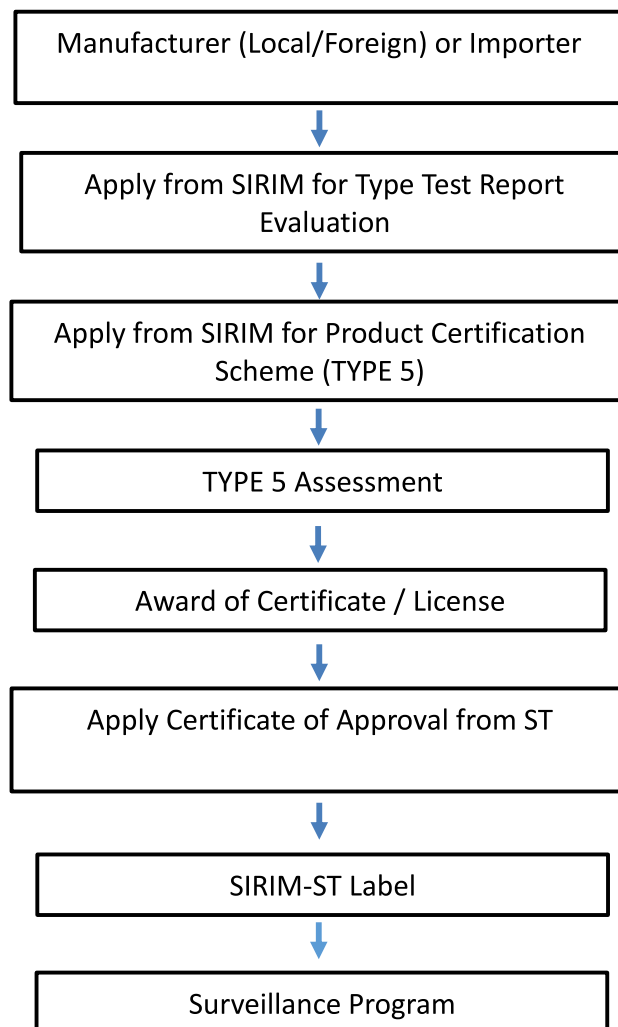 Manufacturer (Local/Foreign) or Importer
Apply from SIRIM for Type Test Report
Evaluation
Apply from SIRIM for Product Certification
Scheme (TYPE 5)
TYPE 5 Assessment
Award of Certificate / License
Apply Certificate of Approval from ST
SIRIM-ST Label
Surveillance Program